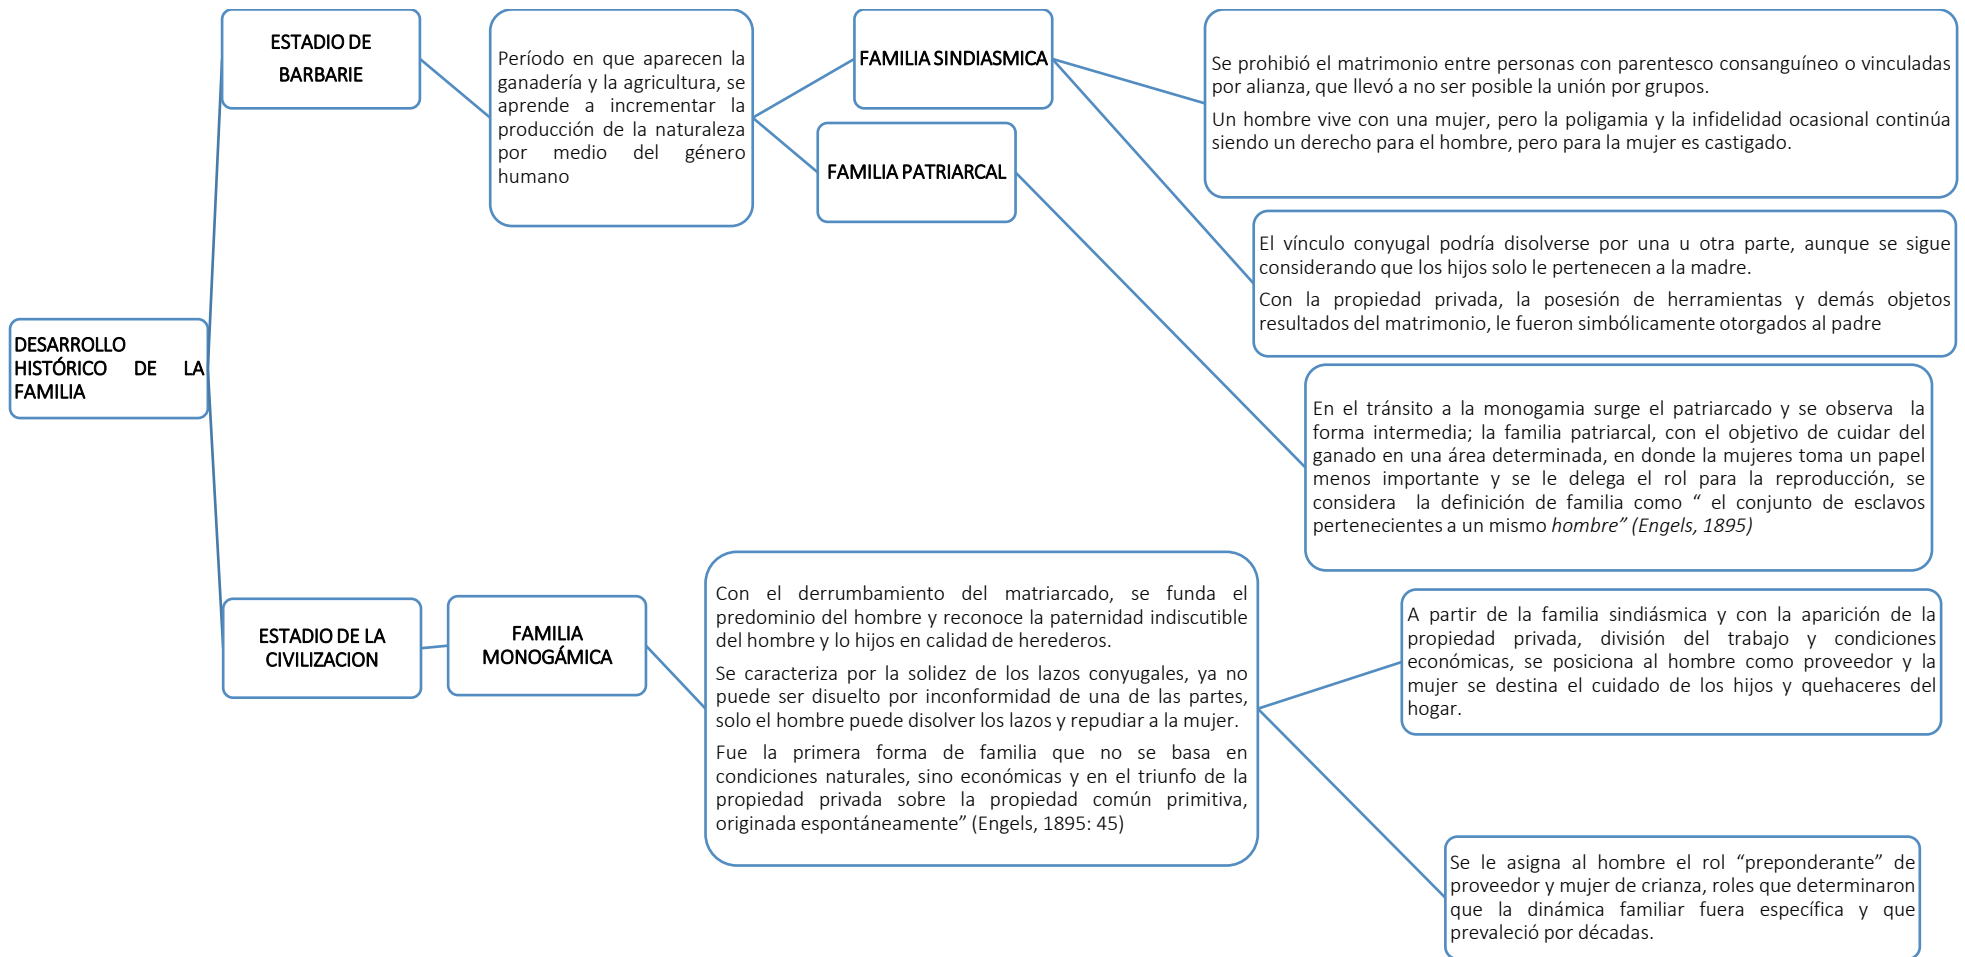 DESARROLLO
HISTÓRICO DE LA
FAMILIA
ESTADIO DE
BARBARIE
Período en que aparecen la
ganadería y la agricultura, se
aprende a incrementar la
producción de la naturaleza
por medio del género
humano
FAMILIA SINDIASMICA
Se prohibió el matrimonio entre personas con parentesco consanguíneo o vinculadas
por alianza, que llevó a no ser posible la unión por grupos.
Un hombre vive con una mujer, pero la poligamia y la infidelidad ocasional continúa
siendo un derecho para el hombre, pero para la mujer es castigado.
El vínculo conyugal podría disolverse por una u otra parte, aunque se sigue
considerando que los hijos solo le pertenecen a la madre.
Con la propiedad privada, la posesión de herramientas y demás objetos
resultados del matrimonio, le fueron simbólicamente otorgados al padre
FAMILIA PATRIARCAL
En el tránsito a la monogamia surge el patriarcado y se observa la
forma intermedia; la familia patriarcal, con el objetivo de cuidar del
ganado en una área determinada, en donde la mujeres toma un papel
menos importante y se le delega el rol para la reproducción, se
considera la definición de familia como “ el conjunto de esclavos
pertenecientes a un mismo hombre” (Engels, 1895)
ESTADIO DE LA
CIVILIZACION
FAMILIA
MONOGÁMICA
Con el derrumbamiento del matriarcado, se funda el
predominio del hombre y reconoce la paternidad indiscutible
del hombre y lo hijos en calidad de herederos.
Se caracteriza por la solidez de los lazos conyugales, ya no
puede ser disuelto por inconformidad de una de las partes,
solo el hombre puede disolver los lazos y repudiar a la mujer.
Fue la primera forma de familia que no se basa en
condiciones naturales, sino económicas y en el triunfo de la
propiedad privada sobre la propiedad común primitiva,
originada espontáneamente” (Engels, 1895: 45)
A partir de la familia sindiásmica y con la aparición de la
propiedad privada, división del trabajo y condiciones
económicas, se posiciona al hombre como proveedor y la
mujer se destina el cuidado de los hijos y quehaceres del
hogar.
Se le asigna al hombre el rol “preponderante” de
proveedor y mujer de crianza, roles que determinaron
que la dinámica familiar fuera específica y que
prevaleció por décadas.